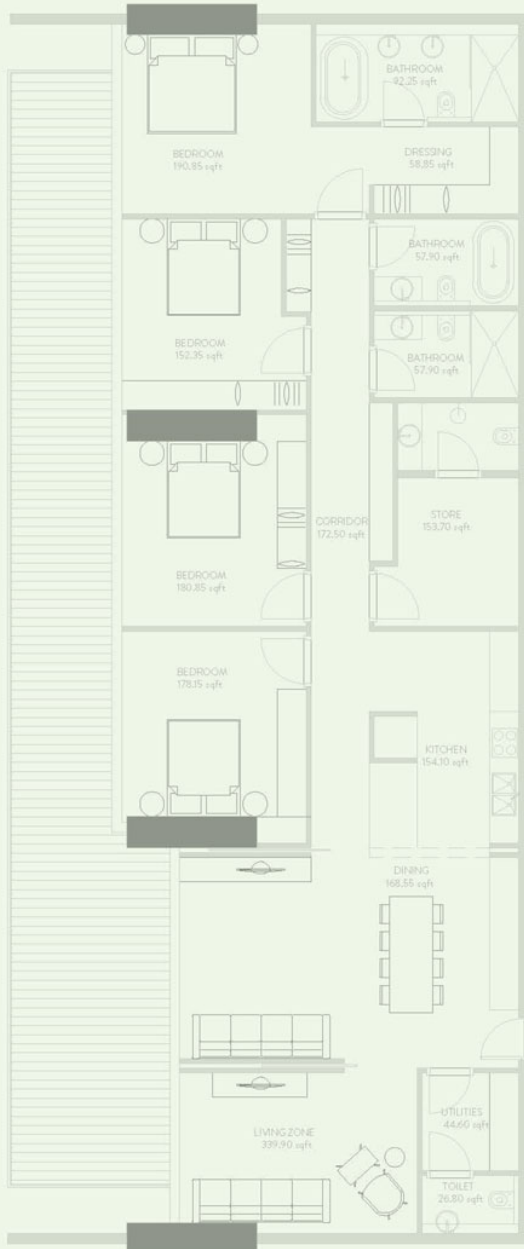 BATHROOM
92.25 sqft
BEDROOM
190.85 sqft
DRESSING
58.85 sqft
BATHROOM
57.90 sqft
BEDROOM
152.35 sqft
BATHROOM
57.90 sqft
STORE
153.70 sqft
CORRIDOR
172.50 sqft
BEDROOM
180.85 sqft
BEDROOM
178.15 sqft
KITCHEN
154.10 sqft
DINING
168.55 sqft
LIVING ZONE
339.90 sqft
UTILITIES
44.60 sqft
TOILET
26.80 sqft